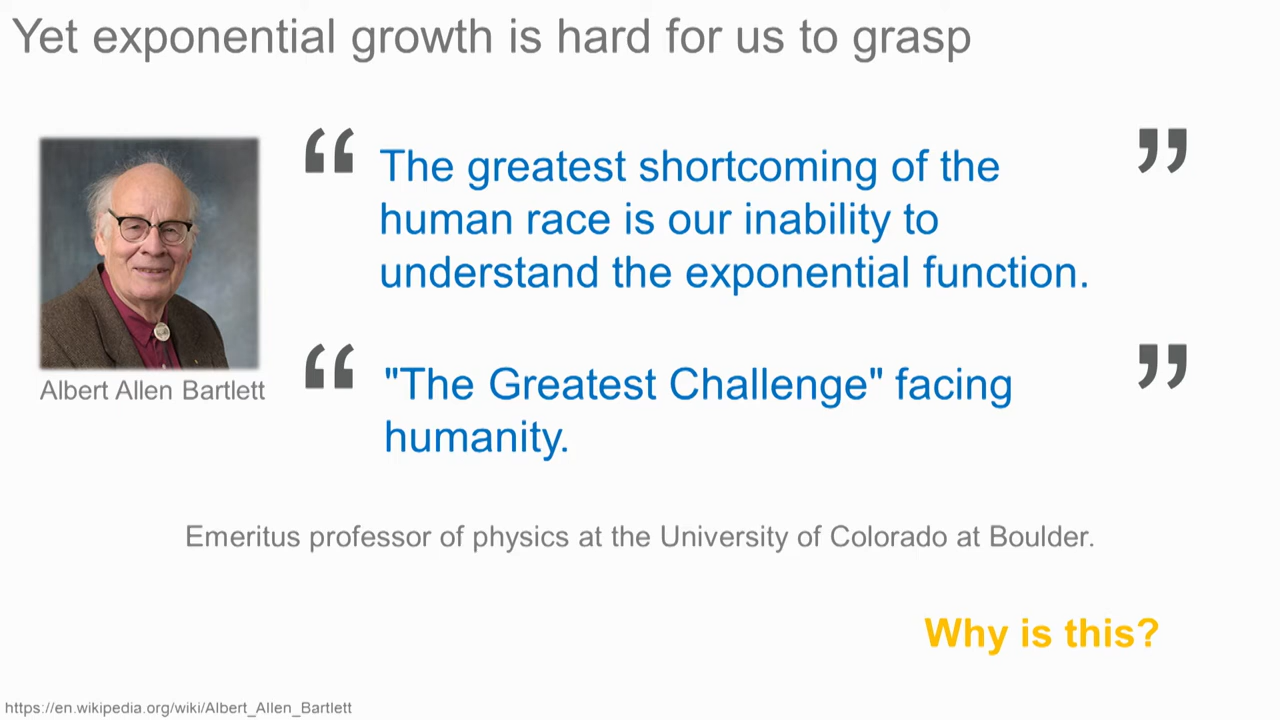 Yet exponential growth is hard for us to grasp
“ The greatest shortcoming of the ”
human race is our inability to
understand the exponential function.
Albert Allen Bartlett
“ "The Greatest Challenge" facing ”
humanity.
Emeritus professor of physics at the University of Colorado at Boulder.
Why is this?
https://en.wikipedia.org/wiki/Albert_Allen_Bartlett